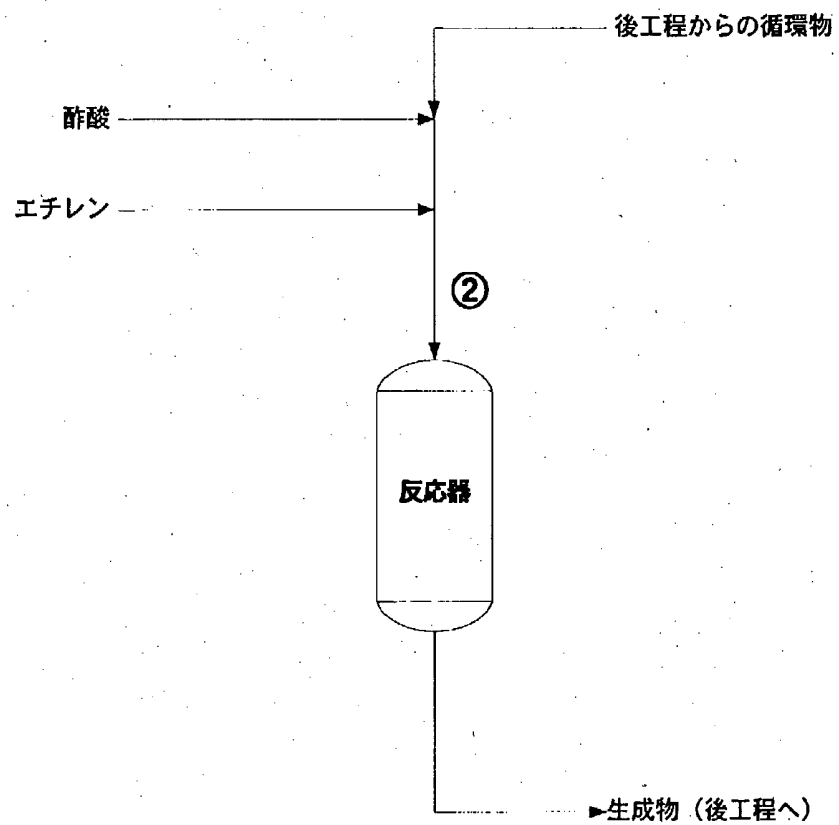 後工程からの循環物
酢酸
エチレン
②
反応器
生成物（後工程へ）